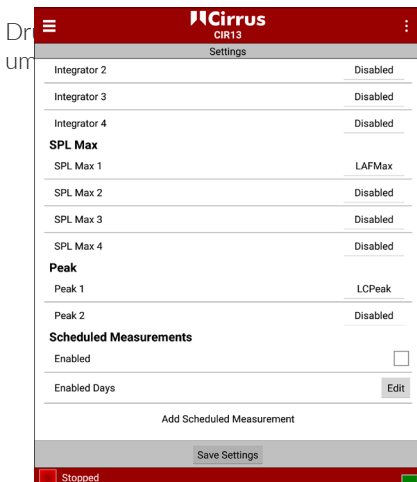 Dru
um
Cirrus
CIR13
Settings
Integrator 2 Disabled
Integrator 3 Disabled
Integrator 4 Disabled
SPL Max
SPL Max 1 LAFMax
SPL Max 2 Disabled
SPL Max 3 Disabled
SPL Max 4 Disabled
Peak
Peak 1 LCPeak
Peak 2 Disabled
Scheduled Measurements
Enabled
Enabled Days Edit
Add Scheduled Measurement
Save Settings
Stopped